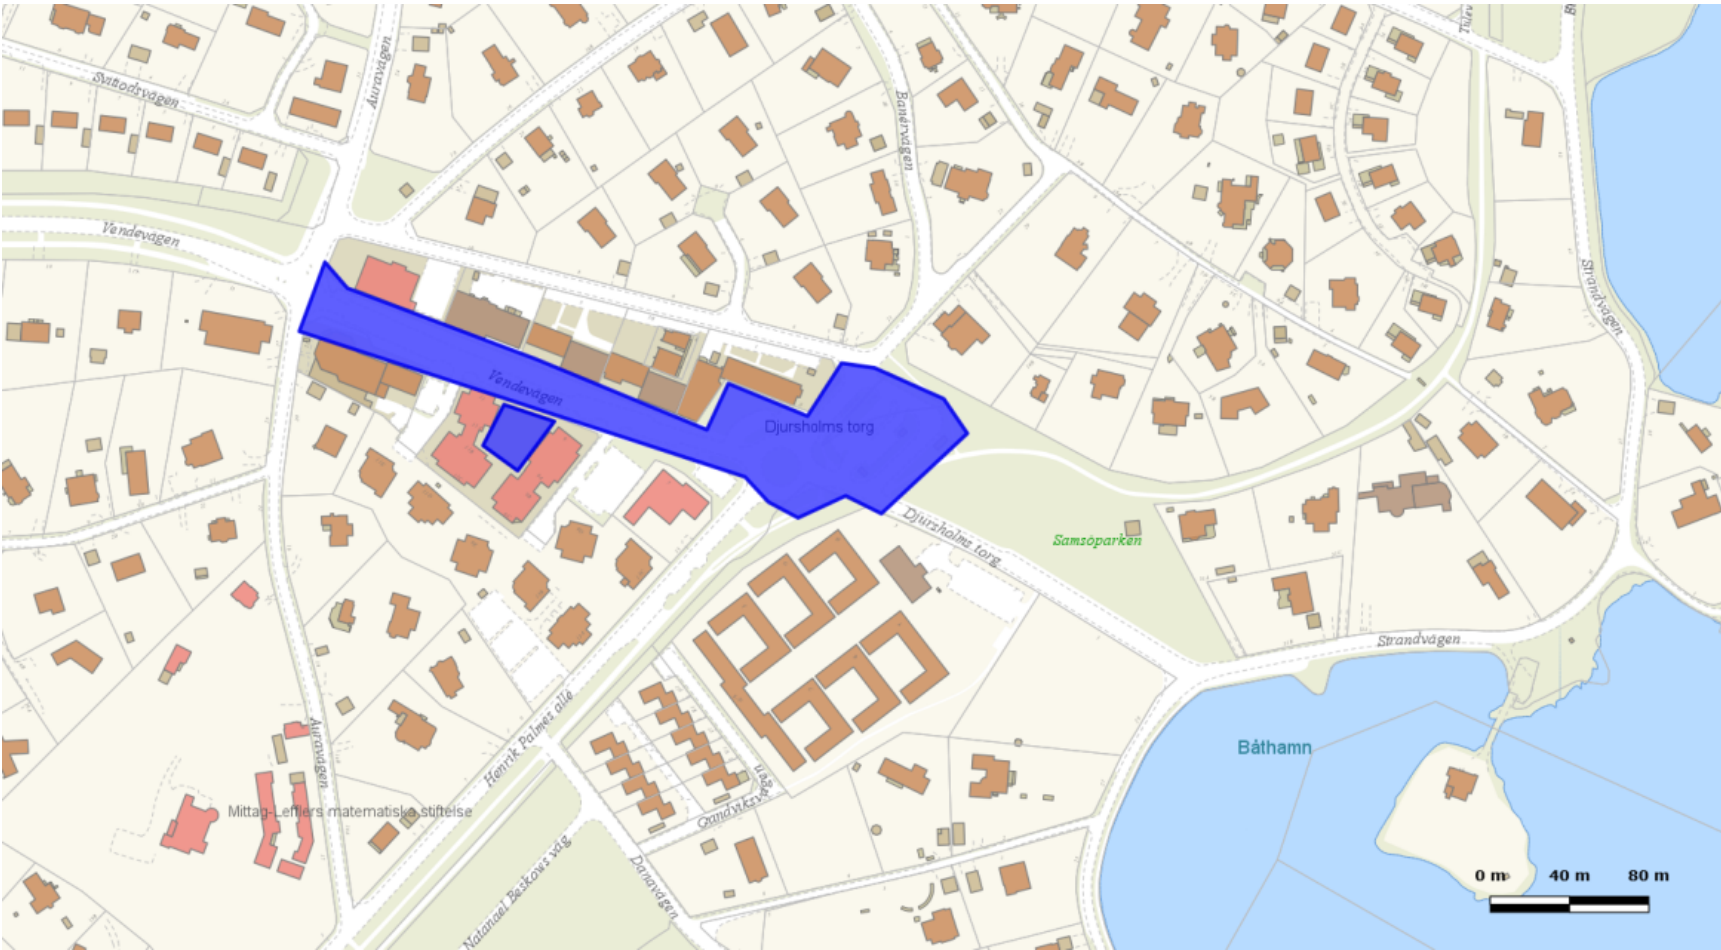 Svitiodsvägen
Auravägen
Banérvägen
Vendevägen
Strandvägen
Vendevägen
Djursholms torg
Djursholms torg
Samsöparken
Strandvägen
Auravägen
Henrik Palmes allé
Båthamn
Gandviksvägen
Mittag-Lefflers matematiska stiftelse
Danavägen
Natanael Beskows väg
0 m 40 m 80 m